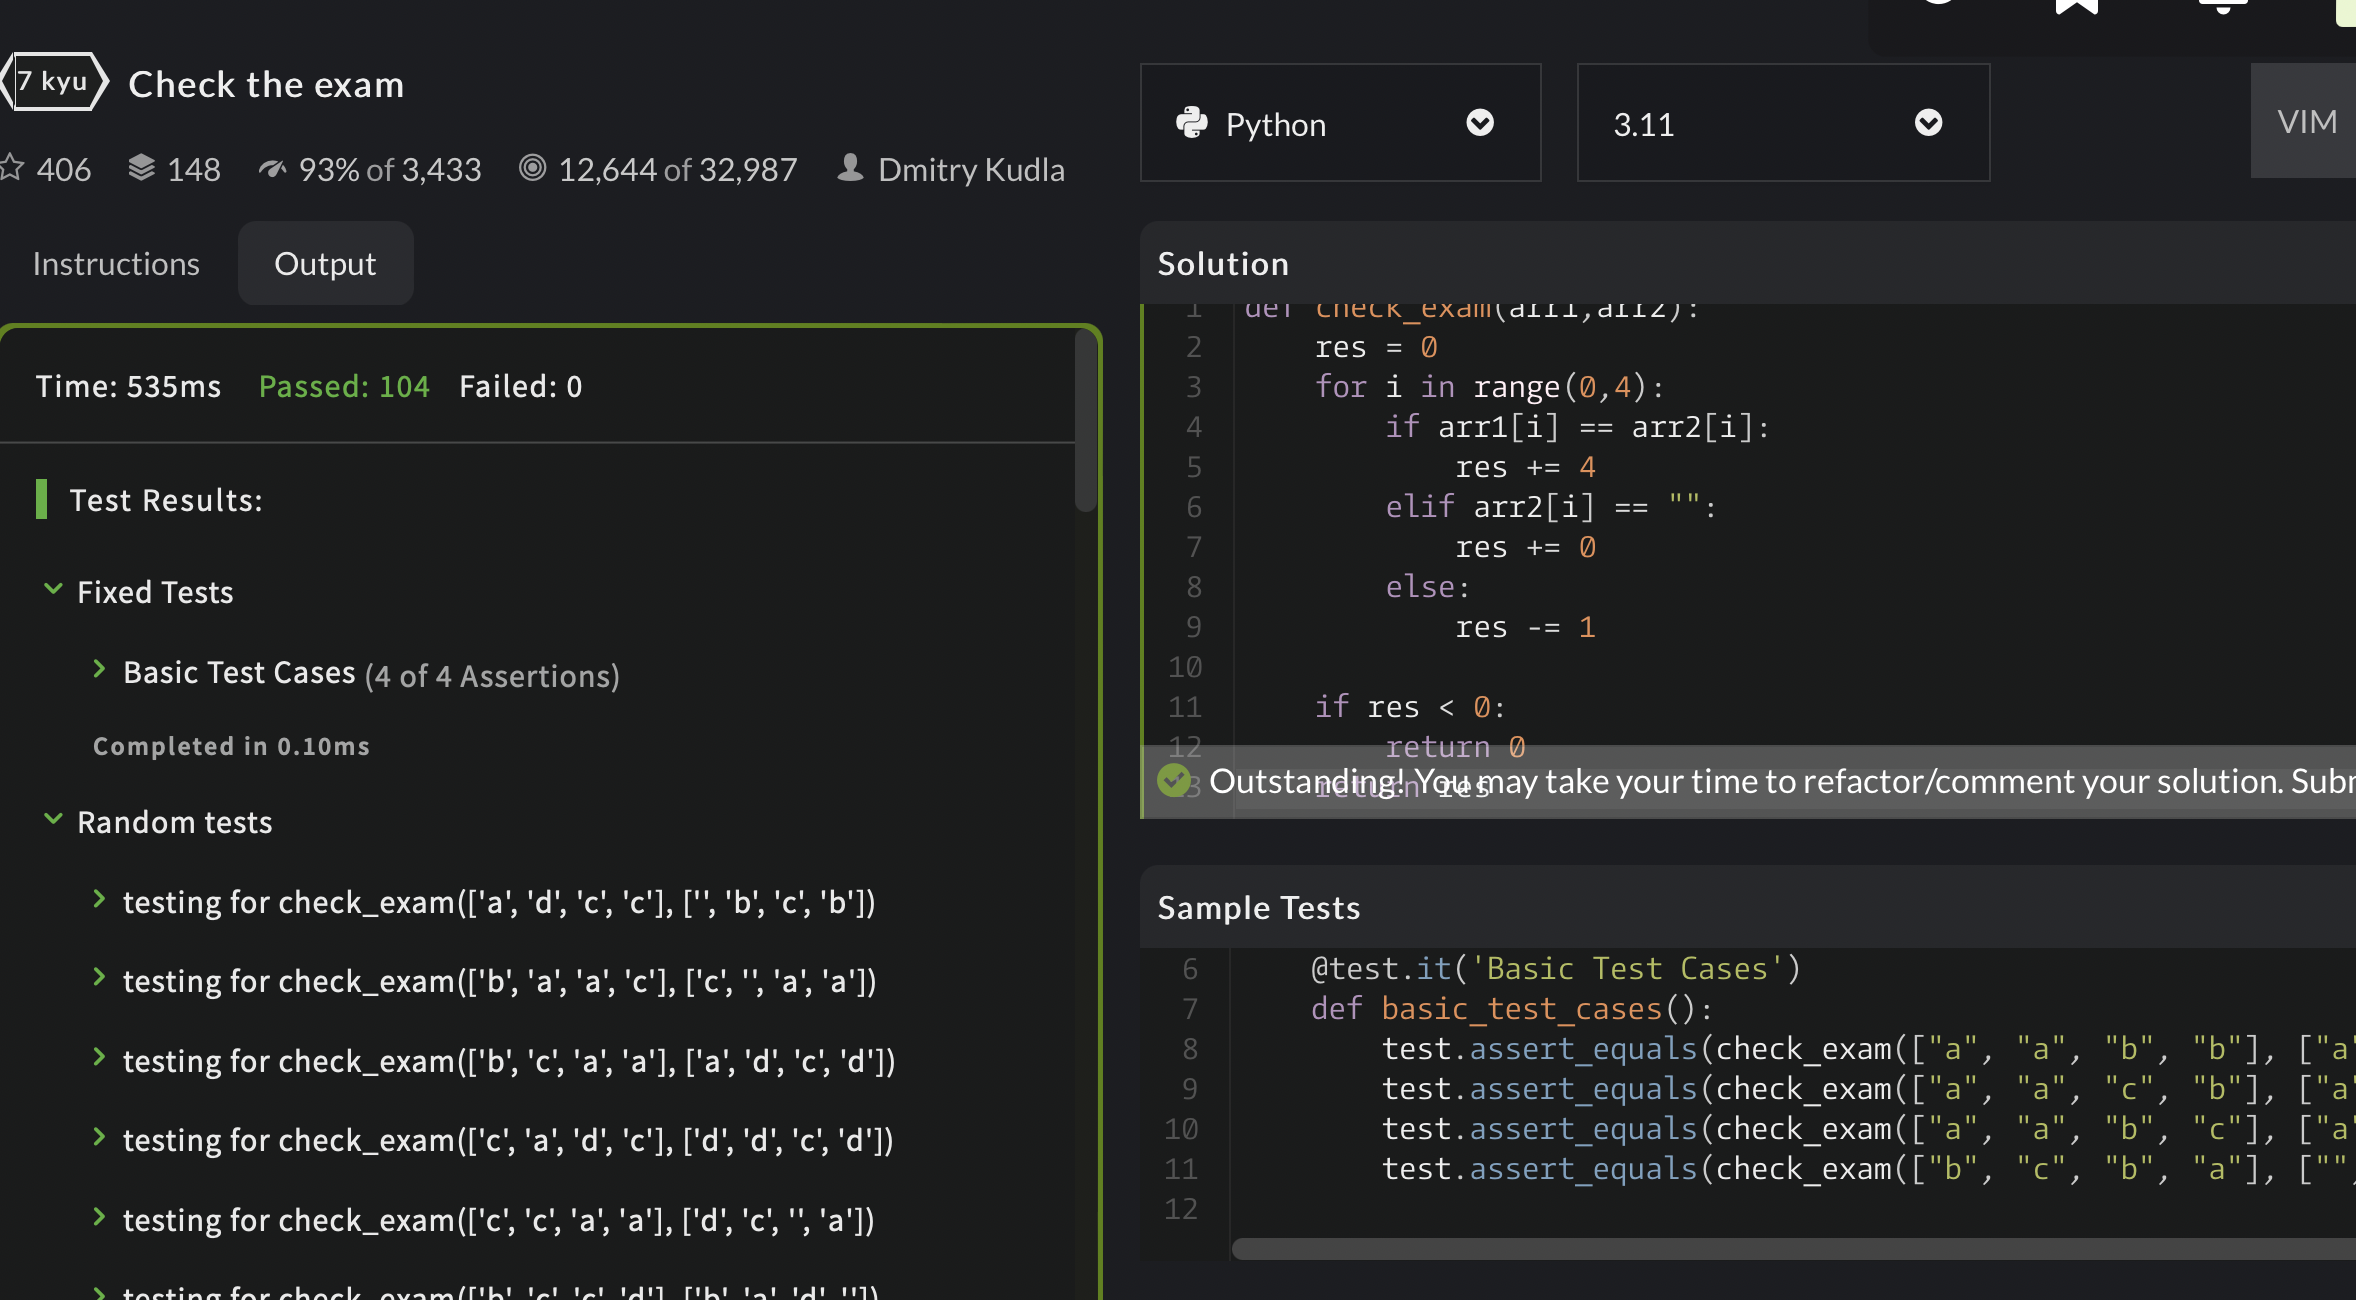 7 kyu Check the exam
406 148 93% of 3,433 12,644 of 32,987 Dmitry Kudla
Instructions Output
Time: 535ms Passed: 104 Failed: 0
Test Results:
Fixed Tests
Basic Test Cases (4 of 4 Assertions)
Completed in 0.10ms
Random tests
testing for check_exam(['a', 'd', 'c', 'c'], ['', 'b', 'c', 'b'])
testing for check_exam(['b', 'a', 'a', 'c'], ['c', '', 'a', 'a'])
testing for check_exam(['b', 'c', 'a', 'a'], ['a', 'd', 'c', 'd'])
testing for check_exam(['c', 'a', 'd', 'c'], ['d', 'd', 'c', 'd'])
testing for check_exam(['c', 'c', 'a', 'a'], ['d', 'c', '', 'a'])
testing for check_exam(['b', 'c', 'c', 'd'], ['b', 'a', 'd', ''])
Python 3.11 VIM
Solution
1 def check_exam(arr1,arr2):
2 res = 0
3 for i in range(0,4):
4 if arr1[i] == arr2[i]:
5 res += 4
6 elif arr2[i] == "":
7 res += 0
8 else:
9 res -= 1
10
11 if res < 0:
12 return 0
13 return res
Outstanding! You may take your time to refactor/comment your solution.
Sample Tests
6 @test.it('Basic Test Cases')
7 def basic_test_cases():
8 test.assert_equals(check_exam(["a", "a", "b", "b"], ["a"
9 test.assert_equals(check_exam(["a", "a", "c", "b"], ["a"
10 test.assert_equals(check_exam(["a", "a", "b", "c"], ["a"
11 test.assert_equals(check_exam(["b", "c", "b", "a"], ["",
12